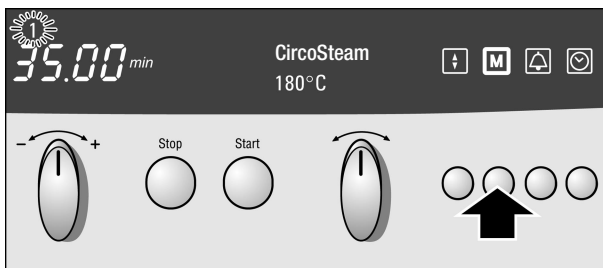 1
35.00 min
CircoSteam
180°C
M
- +
Stop
Start